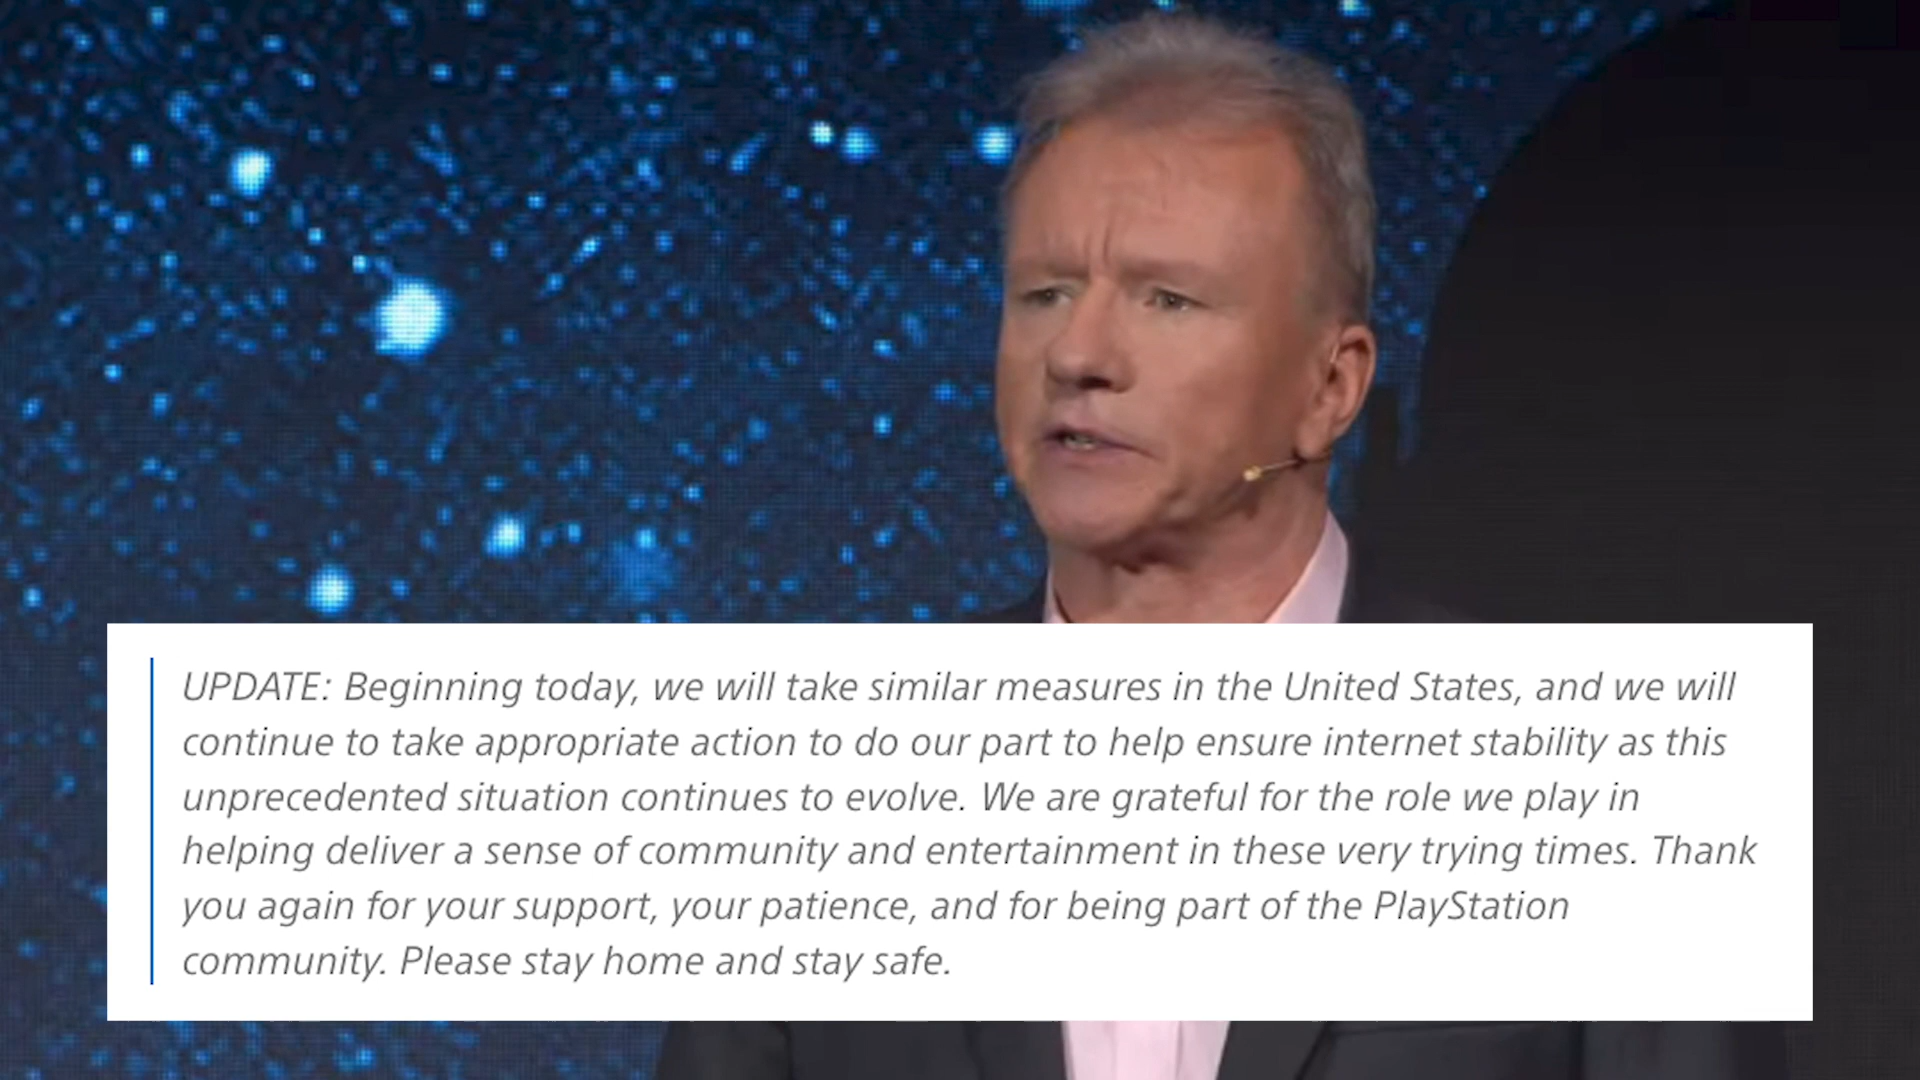 UPDATE: Beginning today, we will take similar measures in the United States, and we will
continue to take appropriate action to do our part to help ensure internet stability as this
unprecedented situation continues to evolve. We are grateful for the role we play in
helping deliver a sense of community and entertainment in these very trying times. Thank
you again for your support, your patience, and for being part of the PlayStation
community. Please stay home and stay safe.